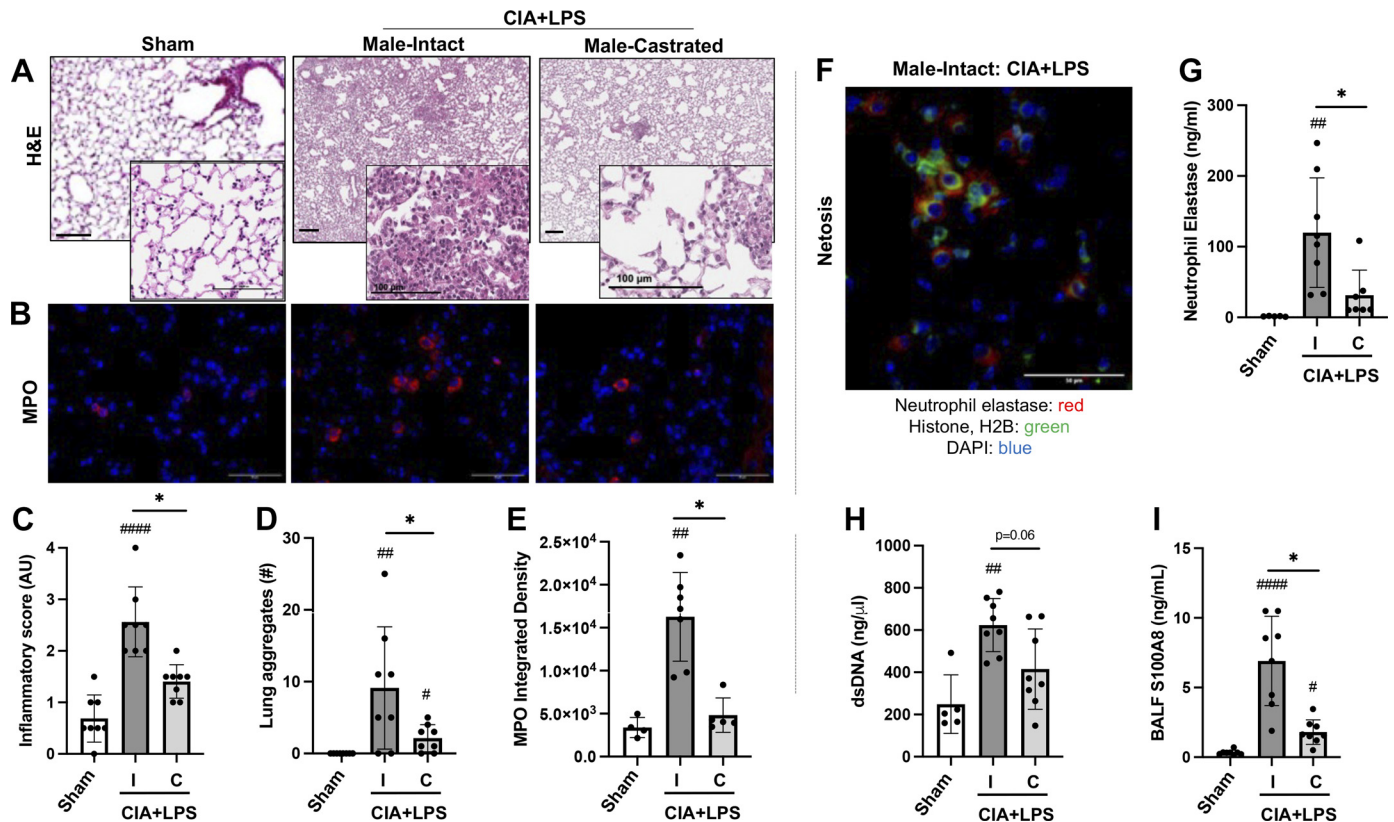 CIA+LPS
Sham
Male-Intact
Male-Castrated
A
H&E
100 µm
100 µm
B
MPO
F
Male-Intact: CIA+LPS
Netosis
50 µm
Neutrophil elastase: red
Histone, H2B: green
DAPI: blue
G
Neutrophil Elastase (ng/ml)
300
200
100
0
*
##
Sham
I
C
CIA+LPS
C
Inflammatory score (AU)
4
3
2
1
0
*
####
Sham
I
C
CIA+LPS
D
Lung aggregates (#)
30
20
10
0
*
##
#
Sham
I
C
CIA+LPS
E
MPO Integrated Density
2.5×10⁴
2.0×10⁴
1.5×10⁴
1.0×10⁴
5.0×10³
0.0
*
##
Sham
I
C
CIA+LPS
H
dsDNA (ng/µl)
1000
800
600
400
200
0
p=0.06
##
Sham
I
C
CIA+LPS
I
BALF S100A8 (ng/mL)
15
10
5
0
*
####
#
Sham
I
C
CIA+LPS